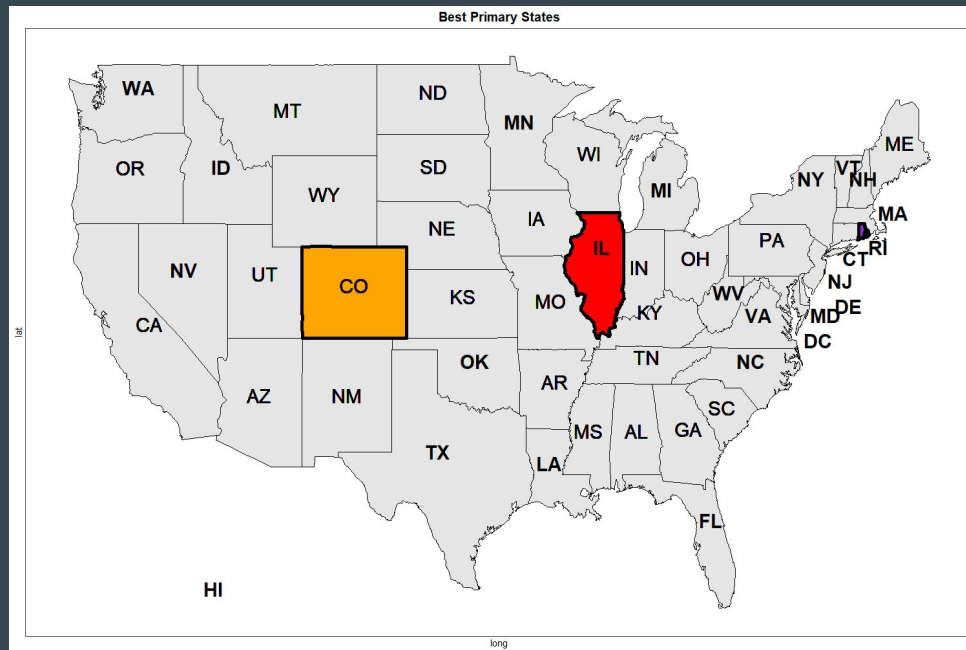 Best Primary States
WA
MT
ND
MN
OR
ID
WY
SD
WI
MI
NY
VT
NH
ME
MA
RI
CT
NV
UT
CO
NE
IA
IL
IN
OH
PA
NJ
DE
MD
DC
CA
KS
MO
KY
WV
VA
AZ
NM
OK
AR
TN
NC
SC
TX
LA
MS
AL
GA
FL
HI
lat
long